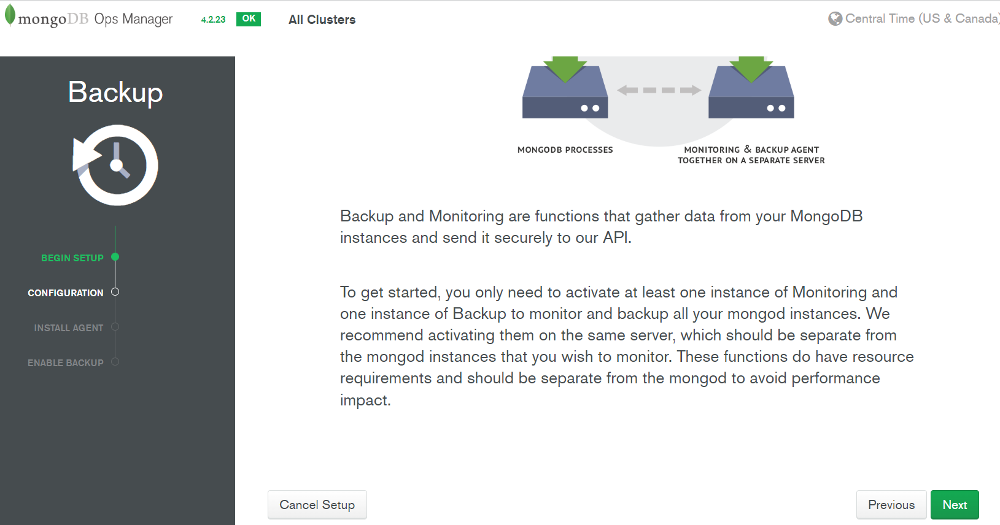 mongoDB Ops Manager 4.2.23 OK All Clusters Central Time (US & Canada)
Backup
BEGIN SETUP
CONFIGURATION
INSTALL AGENT
ENABLE BACKUP
MONGODB PROCESSES
MONITORING & BACKUP AGENT
TOGETHER ON A SEPARATE SERVER
Backup and Monitoring are functions that gather data from your MongoDB
instances and send it securely to our API.
To get started, you only need to activate at least one instance of Monitoring and
one instance of Backup to monitor and backup all your mongod instances. We
recommend activating them on the same server, which should be separate from
the mongod instances that you wish to monitor. These functions do have resource
requirements and should be separate from the mongod to avoid performance
impact.
Cancel Setup Previous Next